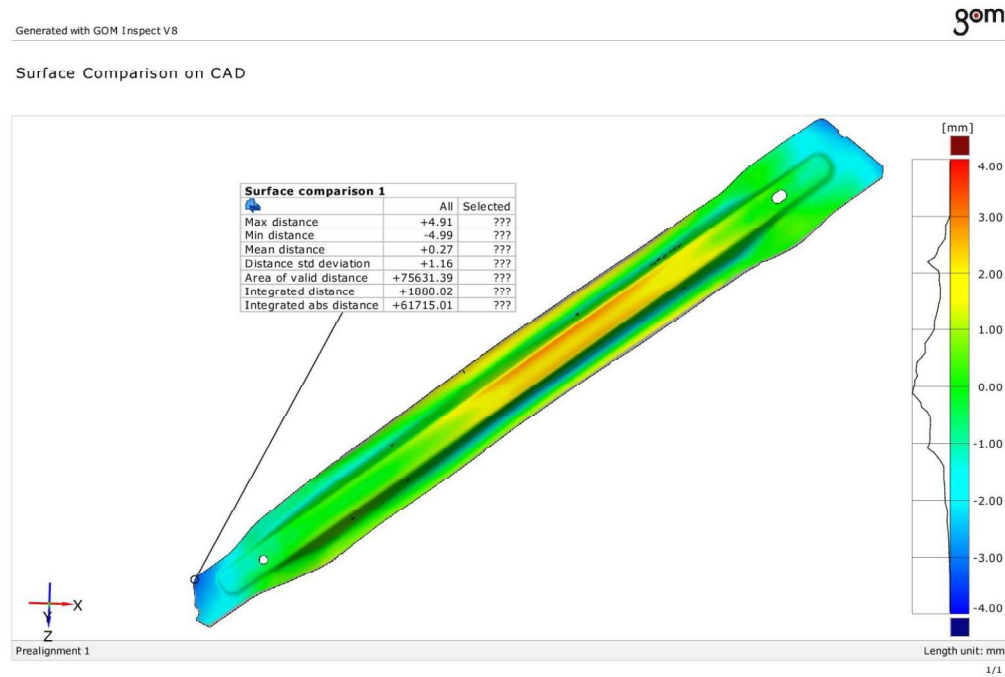 gom
Generated with GOM Inspect V8
Surface Comparison on CAD
[mm]
Surface comparison 1
All Selected
Max distance +4.91 ???
Min distance -4.99 ???
Mean distance +0.27 ???
Distance std deviation +1.16 ???
Area of valid distance +75631.39 ???
Integrated distance +1880.02 ???
Integrated abs distance +61715.01 ???
4.00
3.00
2.00
1.00
0.00
-1.00
-2.00
-3.00
-4.00
X
Y
Z
Prealignment 1 Length unit: mm
1/1